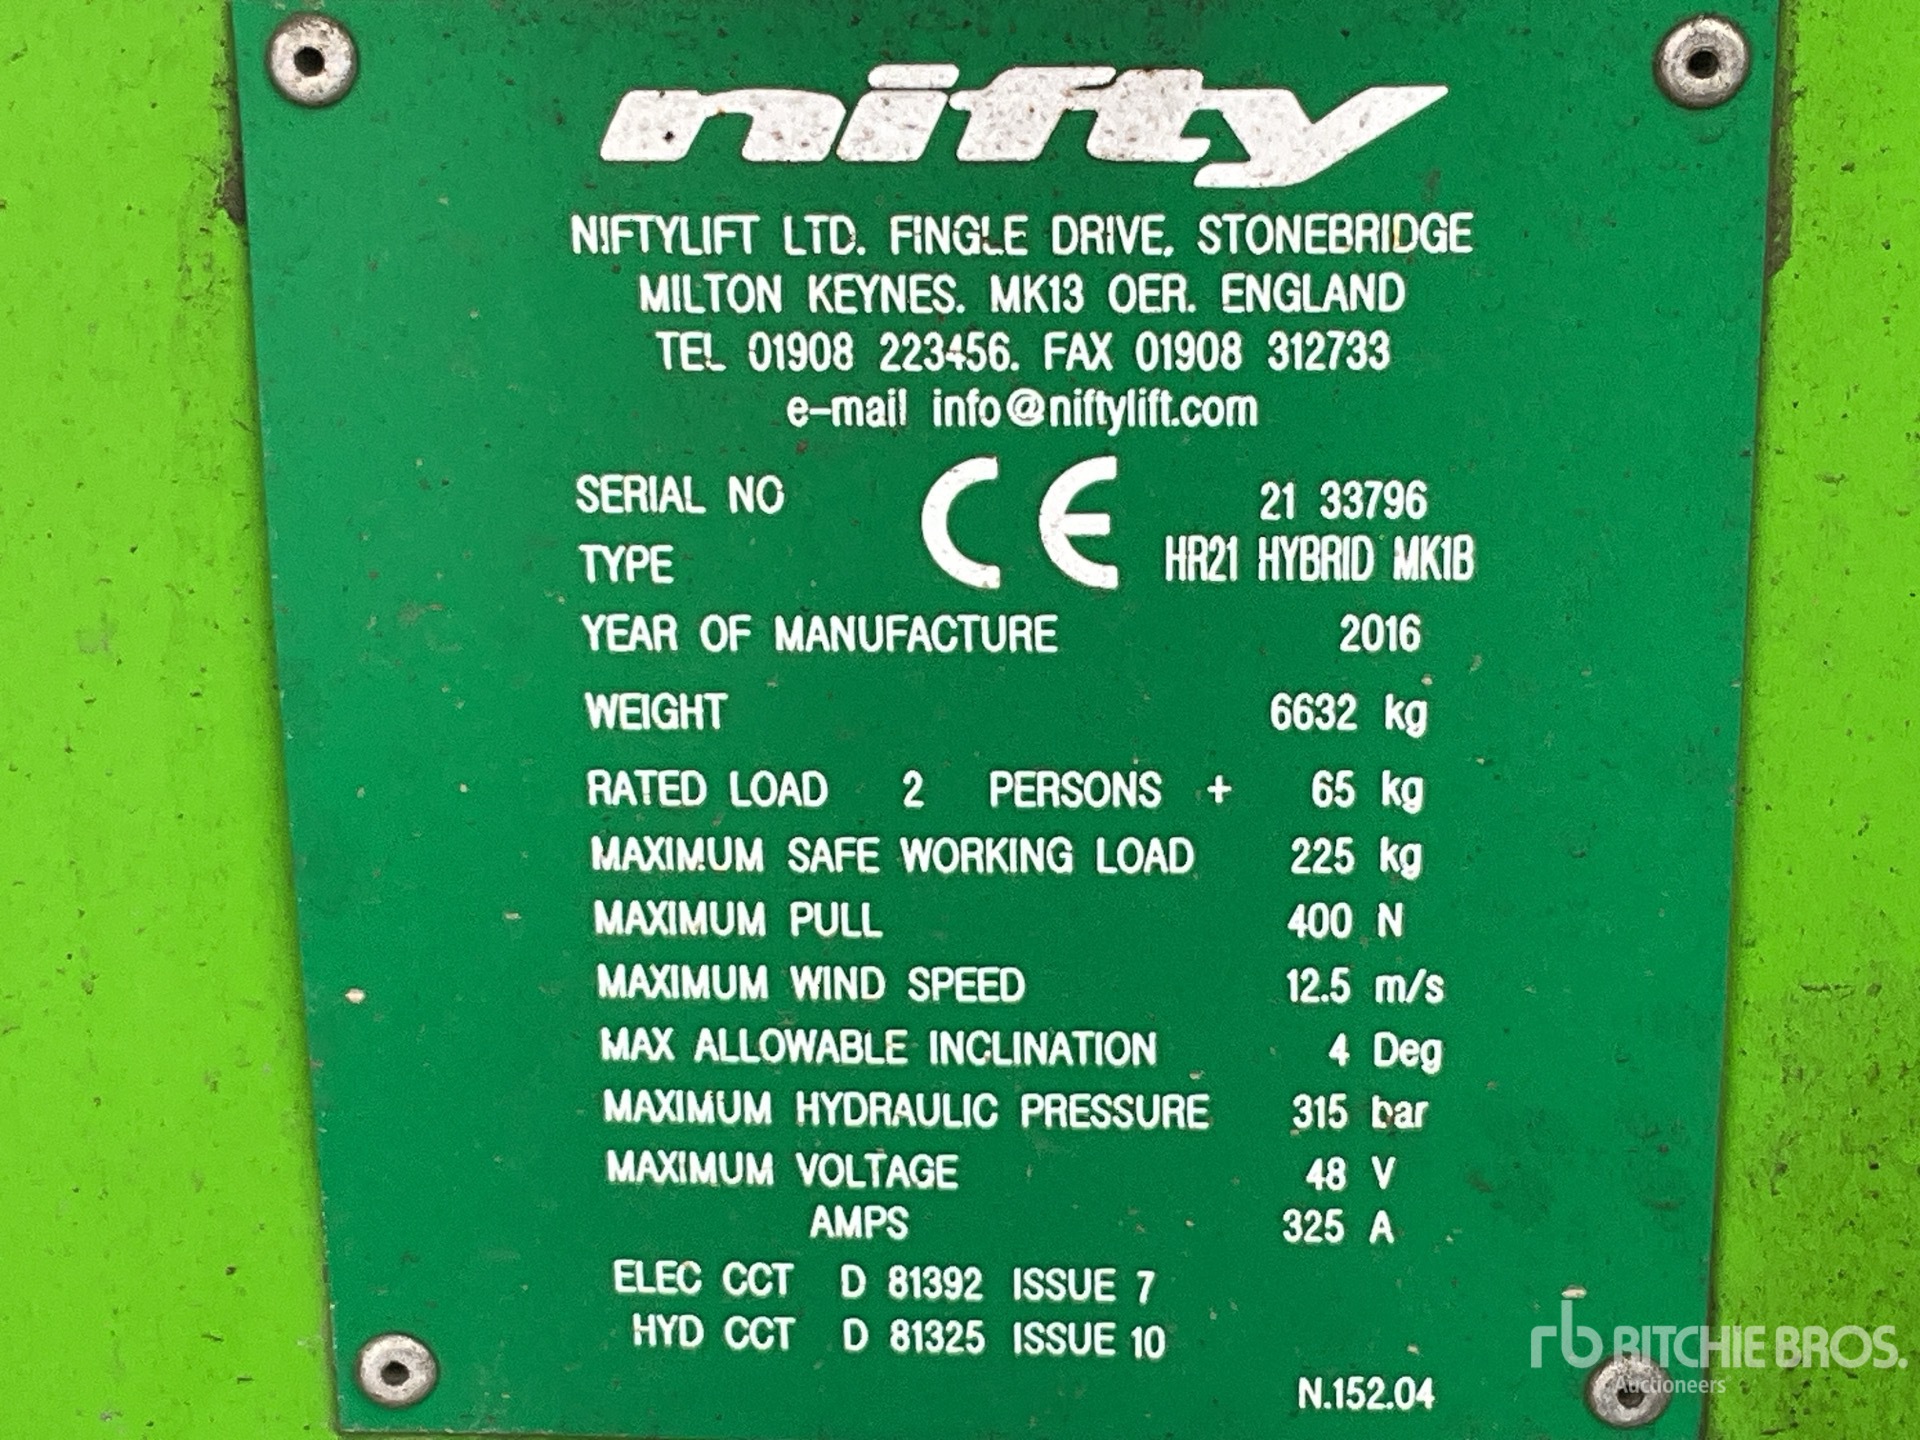 nifty
NIFTYLIFT LTD. FINGLE DRIVE, STONEBRIDGE
MILTON KEYNES. MK13 OER. ENGLAND
TEL 01908 223456. FAX 01908 312733
e-mail info@niftylift.com
CE
SERIAL NO 21 33796
TYPE HR21 HYBRID MK1B
YEAR OF MANUFACTURE 2016
WEIGHT 6632 kg
RATED LOAD 2 PERSONS + 65 kg
MAXIMUM SAFE WORKING LOAD 225 kg
MAXIMUM PULL 400 N
MAXIMUM WIND SPEED 12.5 m/s
MAX ALLOWABLE INCLINATION 4 Deg
MAXIMUM HYDRAULIC PRESSURE 315 bar
MAXIMUM VOLTAGE 48 V
AMPS 325 A
ELEC CCT D 81392 ISSUE 7
HYD CCT D 81325 ISSUE 10
N.152.04
rb RITCHIE BROS.
Auctioneers